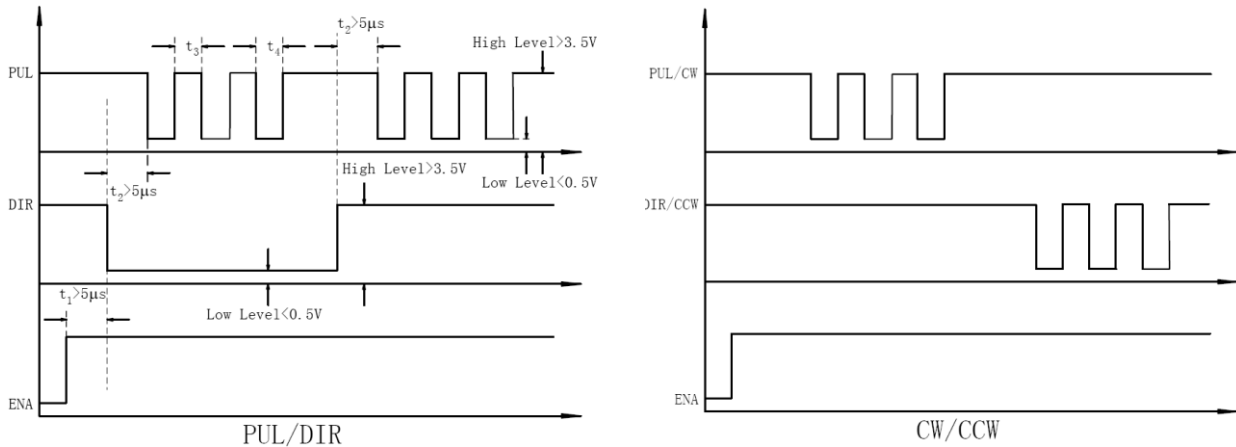 t2>5μs
t3
t4
High Level>3.5V
PUL
High Level>3.5V
Low Level<0.5V
t2>5μs
DIR
t1>5μs
Low Level<0.5V
ENA
PUL/DIR
PUL/CW
DIR/CCW
ENA
CW/CCW